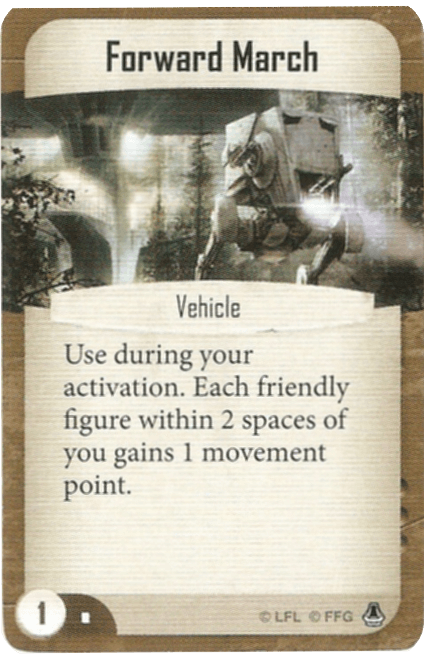 Forward March
Vehicle
Use during your
activation. Each friendly
figure within 2 spaces of
you gains 1 movement
point.
1
© LFL © FFG